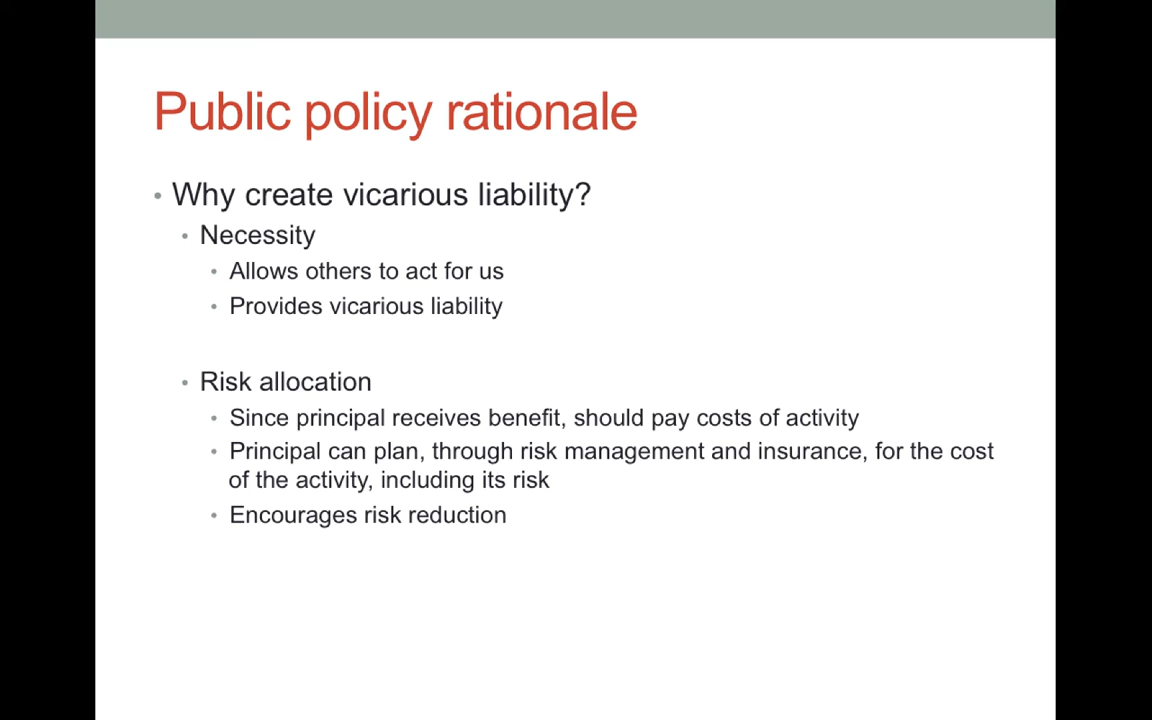 Public policy rationale
• Why create vicarious liability?
• Necessity
• Allows others to act for us
• Provides vicarious liability
• Risk allocation
• Since principal receives benefit, should pay costs of activity
• Principal can plan, through risk management and insurance, for the cost
of the activity, including its risk
• Encourages risk reduction